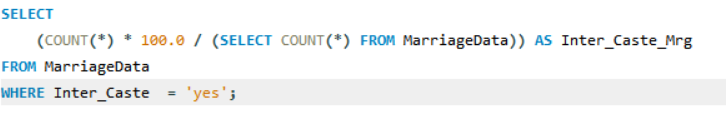 SELECT
(COUNT(*) * 100.0 / (SELECT COUNT(*) FROM MarriageData)) AS Inter_Caste_Mrg
FROM MarriageData
WHERE Inter_Caste  = 'yes';